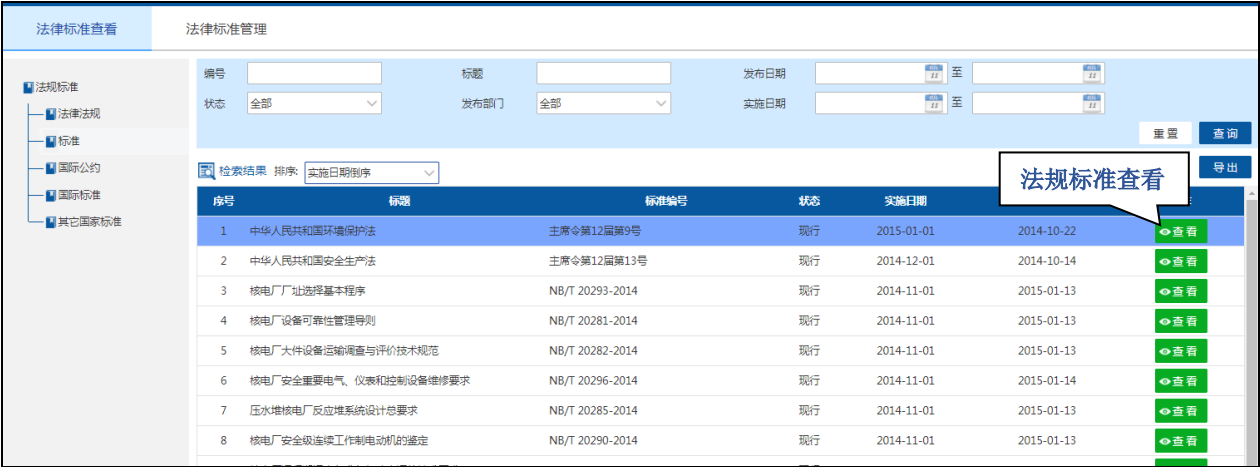 法律标准查看 法律标准管理
法规标准
法律法规
标准
国际公约
国际标准
其它国家标准
编号 标题 发布日期 至
状态 全部 发布部门 全部 实施日期 至
重置 查询
检索结果 排序: 实施日期倒序 导出
法规标准查看
序号 标题 标准编号 状态 实施日期
1 中华人民共和国环境保护法 主席令第12届第9号 现行 2015-01-01 2014-10-22 查看
2 中华人民共和国安全生产法 主席令第12届第13号 现行 2014-12-01 2014-10-14 查看
3 核电厂厂址选择基本程序 NB/T 20293-2014 现行 2014-11-01 2015-01-13 查看
4 核电厂设备可靠性管理导则 NB/T 20281-2014 现行 2014-11-01 2015-01-13 查看
5 核电厂大件设备运输调查与评价技术规范 NB/T 20282-2014 现行 2014-11-01 2015-01-13 查看
6 核电厂安全重要电气、仪表和控制设备维修要求 NB/T 20296-2014 现行 2014-11-01 2015-01-14 查看
7 压水堆核电厂反应堆系统设计总要求 NB/T 20285-2014 现行 2014-11-01 2015-01-13 查看
8 核电厂安全级连续工作制电动机的鉴定 NB/T 20290-2014 现行 2014-11-01 2015-01-13 查看